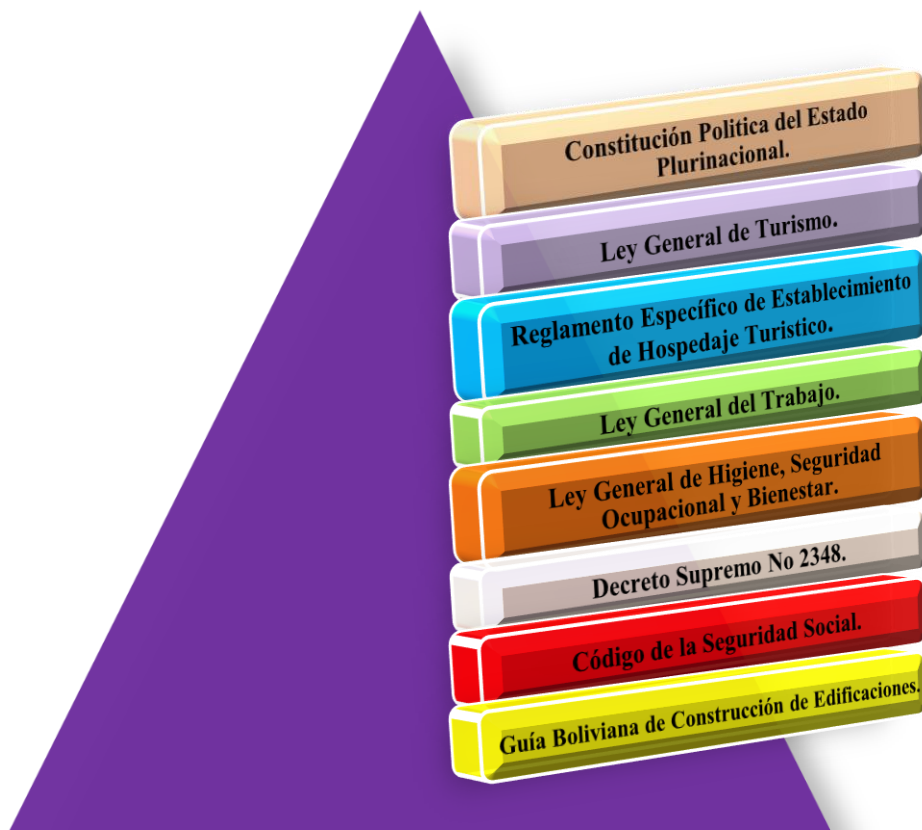 Constitución Politica del Estado
Plurinacional.
Ley General de Turismo.
Reglamento Específico de Establecimiento
de Hospedaje Turistico.
Ley General del Trabajo.
Ley General de Higiene, Seguridad
Ocupacional y Bienestar.
Decreto Supremo No 2348.
Código de la Seguridad Social.
Guía Boliviana de Construcción de Edificaciones.